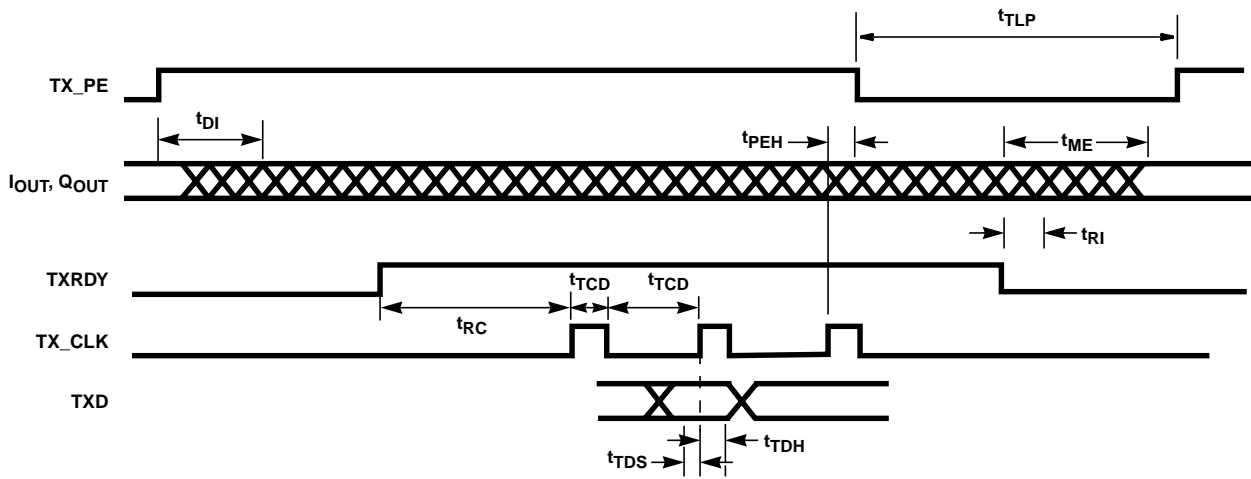 tTLP
TX_PE
tDI
tPEH
tME
IOUT, QOUT
tRI
TXRDY
tTCD
tTCD
tRC
TX_CLK
TXD
tTDH
tTDS